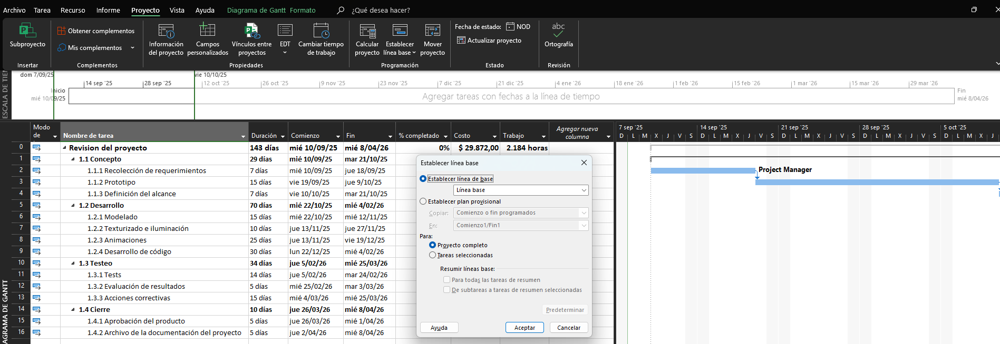 Archivo Tarea Recurso Informe Proyecto Vista Ayuda Diagrama de Gantt Formato ¿Qué desea hacer?
Subproyecto
Insertar
Obtener complementos
Mis complementos
Complementos
Información del proyecto
Campos personalizados
Vínculos entre proyectos
EDT
Cambiar tiempo de trabajo
Propiedades
Calcular proyecto
Establecer línea base
Mover proyecto
Programación
Fecha de estado: NOD
Actualizar proyecto
Estado
abc
Ortografía
Revisión
ESCALA DE TIEM
dom 7/09/25 vie 10/10/25
14 sep '25 28 sep '25 12 oct '25 26 oct '25 9 nov '25 23 nov '25 7 dic '25 21 dic '25 4 ene '26 18 ene '26 1 feb '26 15 feb '26 1 mar '26 15 mar '26 29 mar '26
Inicio
mié 10/09/25
Agregar tareas con fechas a la línea de tiempo
Fin
mié 8/04/26
Modo de
Nombre de tarea Duración Comienzo Fin % completado Costo Trabajo Agregar nueva columna
7 sep '25 14 sep '25 21 sep '25 28 sep '25 5 oct '25
D L M X J V S D L M X J V S D L M X J V S D L M X J V S D L M X J
0 Revision del proyecto 143 días mié 10/09/25 mié 8/04/26 0% $ 29.872,00 2.184 horas
1 1.1 Concepto 29 días mié 10/09/25 mar 21/10/25
2 1.1.1 Recolección de requerimientos 7 días mié 10/09/25 jue 18/09/25
3 1.1.2 Prototipo 15 días vie 19/09/25 jue 9/10/25
4 1.1.3 Definición del alcance 7 días vie 10/10/25 mar 21/10/25
5 1.2 Desarrollo 70 días mié 22/10/25 mié 4/02/26
6 1.2.1 Modelado 15 días mié 22/10/25 mié 12/11/25
7 1.2.2 Texturizado e iluminación 10 días jue 13/11/25 jue 27/11/25
8 1.2.3 Animaciones 25 días jue 13/11/25 vie 19/12/25
9 1.2.4 Desarrollo de código 30 días lun 22/12/25 mié 4/02/26
10 1.3 Testeo 34 días jue 5/02/26 mié 25/03/26
11 1.3.1 Tests 14 días jue 5/02/26 mar 24/02/26
12 1.3.2 Evaluación de resultados 5 días mié 25/02/26 mar 3/03/26
13 1.3.3 Acciones correctivas 15 días mié 4/03/26 mié 25/03/26
14 1.4 Cierre 10 días jue 26/03/26 mié 8/04/26
15 1.4.1 Aprobación del producto 5 días jue 26/03/26 mié 1/04/26
16 1.4.2 Archivo de la documentación del proyecto 5 días jue 2/04/26 mié 8/04/26
AGRAMA DE GANTT
Project Manager
Establecer línea base
Establecer línea de base
Línea base
Establecer plan provisional
Copiar: Comienzo o fin programados
En: Comienzo1/Fin1
Para:
Proyecto completo
Tareas seleccionadas
Resumir líneas base:
Para todas las tareas de resumen
De subtareas a tareas de resumen seleccionadas
Predeterminar
Ayuda Aceptar Cancelar